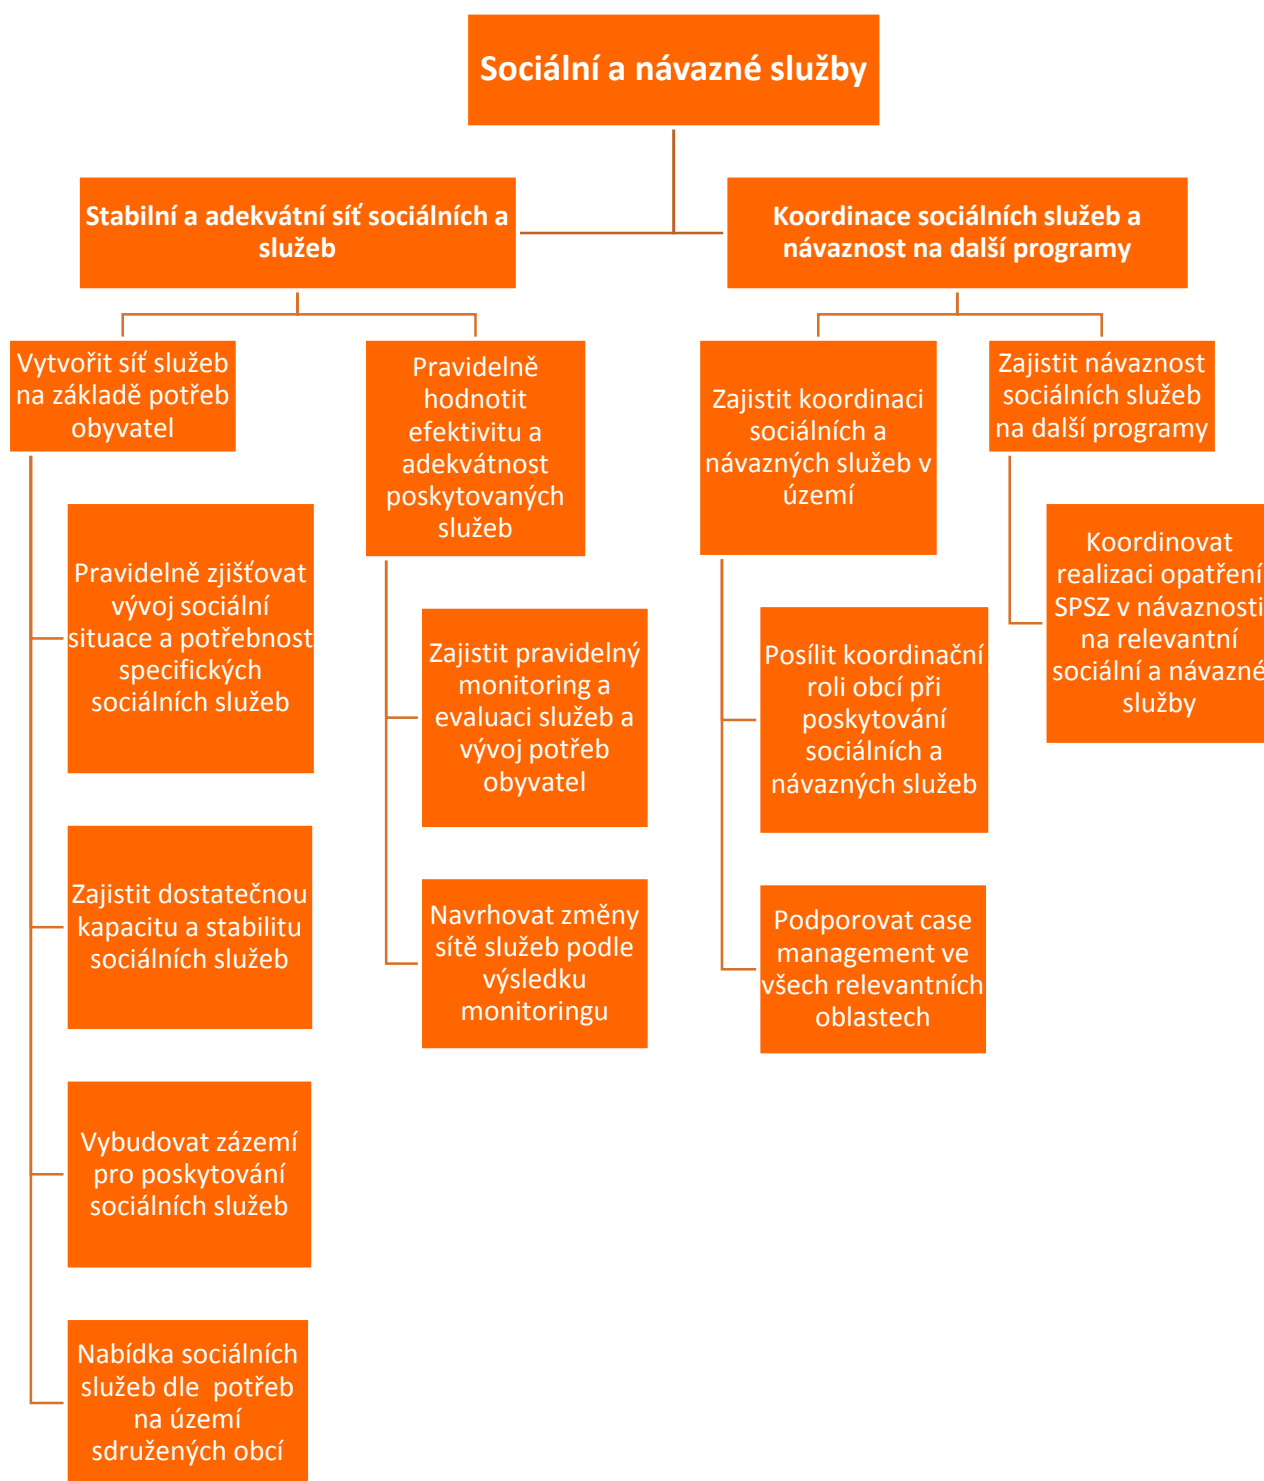 Sociální a návazné služby
Stabilní a adekvátní síť sociálních a
služeb
Koordinace sociálních služeb a
návaznost na další programy
Vytvořit síť služeb
na základě potřeb
obyvatel
Pravidelně zjišťovat
vývoj sociální
situace a potřebnost
specifických
sociálních služeb
Zajistit dostatečnou
kapacitu a stabilitu
sociálních služeb
Vybudovat zázemí
pro poskytování
sociálních služeb
Nabídka sociálních
služeb dle  potřeb
na území
sdružených obcí
Pravidelně
hodnotit
efektivitu a
adekvátnost
poskytovaných
služeb
Zajistit pravidelný
monitoring a
evaluaci služeb a
vývoj potřeb
obyvatel
Navrhovat změny
sítě služeb podle
výsledku
monitoringu
Zajistit koordinaci
sociálních a
návazných služeb v
území
Posílit koordinační
roli obcí při
poskytování
sociálních a
návazných služeb
Podporovat case
management ve
všech relevantních
oblastech
Zajistit návaznost
sociálních služeb
na další programy
Koordinovat
realizaci opatření
SPSZ v návaznosti
na relevantní
sociální a návazné
služby